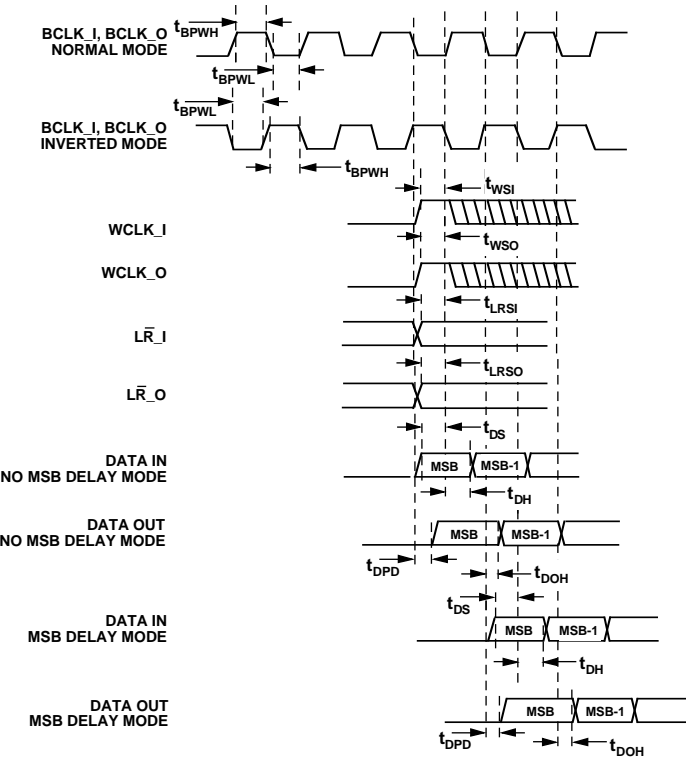 BCLK_I, BCLK_O
NORMAL MODE
tBPWH
tBPWL
tBPWL
BCLK_I, BCLK_O
INVERTED MODE
tBPWH
tWSI
WCLK_I
tWSO
WCLK_O
tLRSI
LR̄_I
tLRSO
LR̄_O
tDS
DATA IN
NO MSB DELAY MODE
MSB
MSB-1
tDH
DATA OUT
NO MSB DELAY MODE
MSB
MSB-1
tDPD
tDOH
tDS
DATA IN
MSB DELAY MODE
MSB
MSB-1
tDH
DATA OUT
MSB DELAY MODE
MSB
MSB-1
tDPD
tDOH